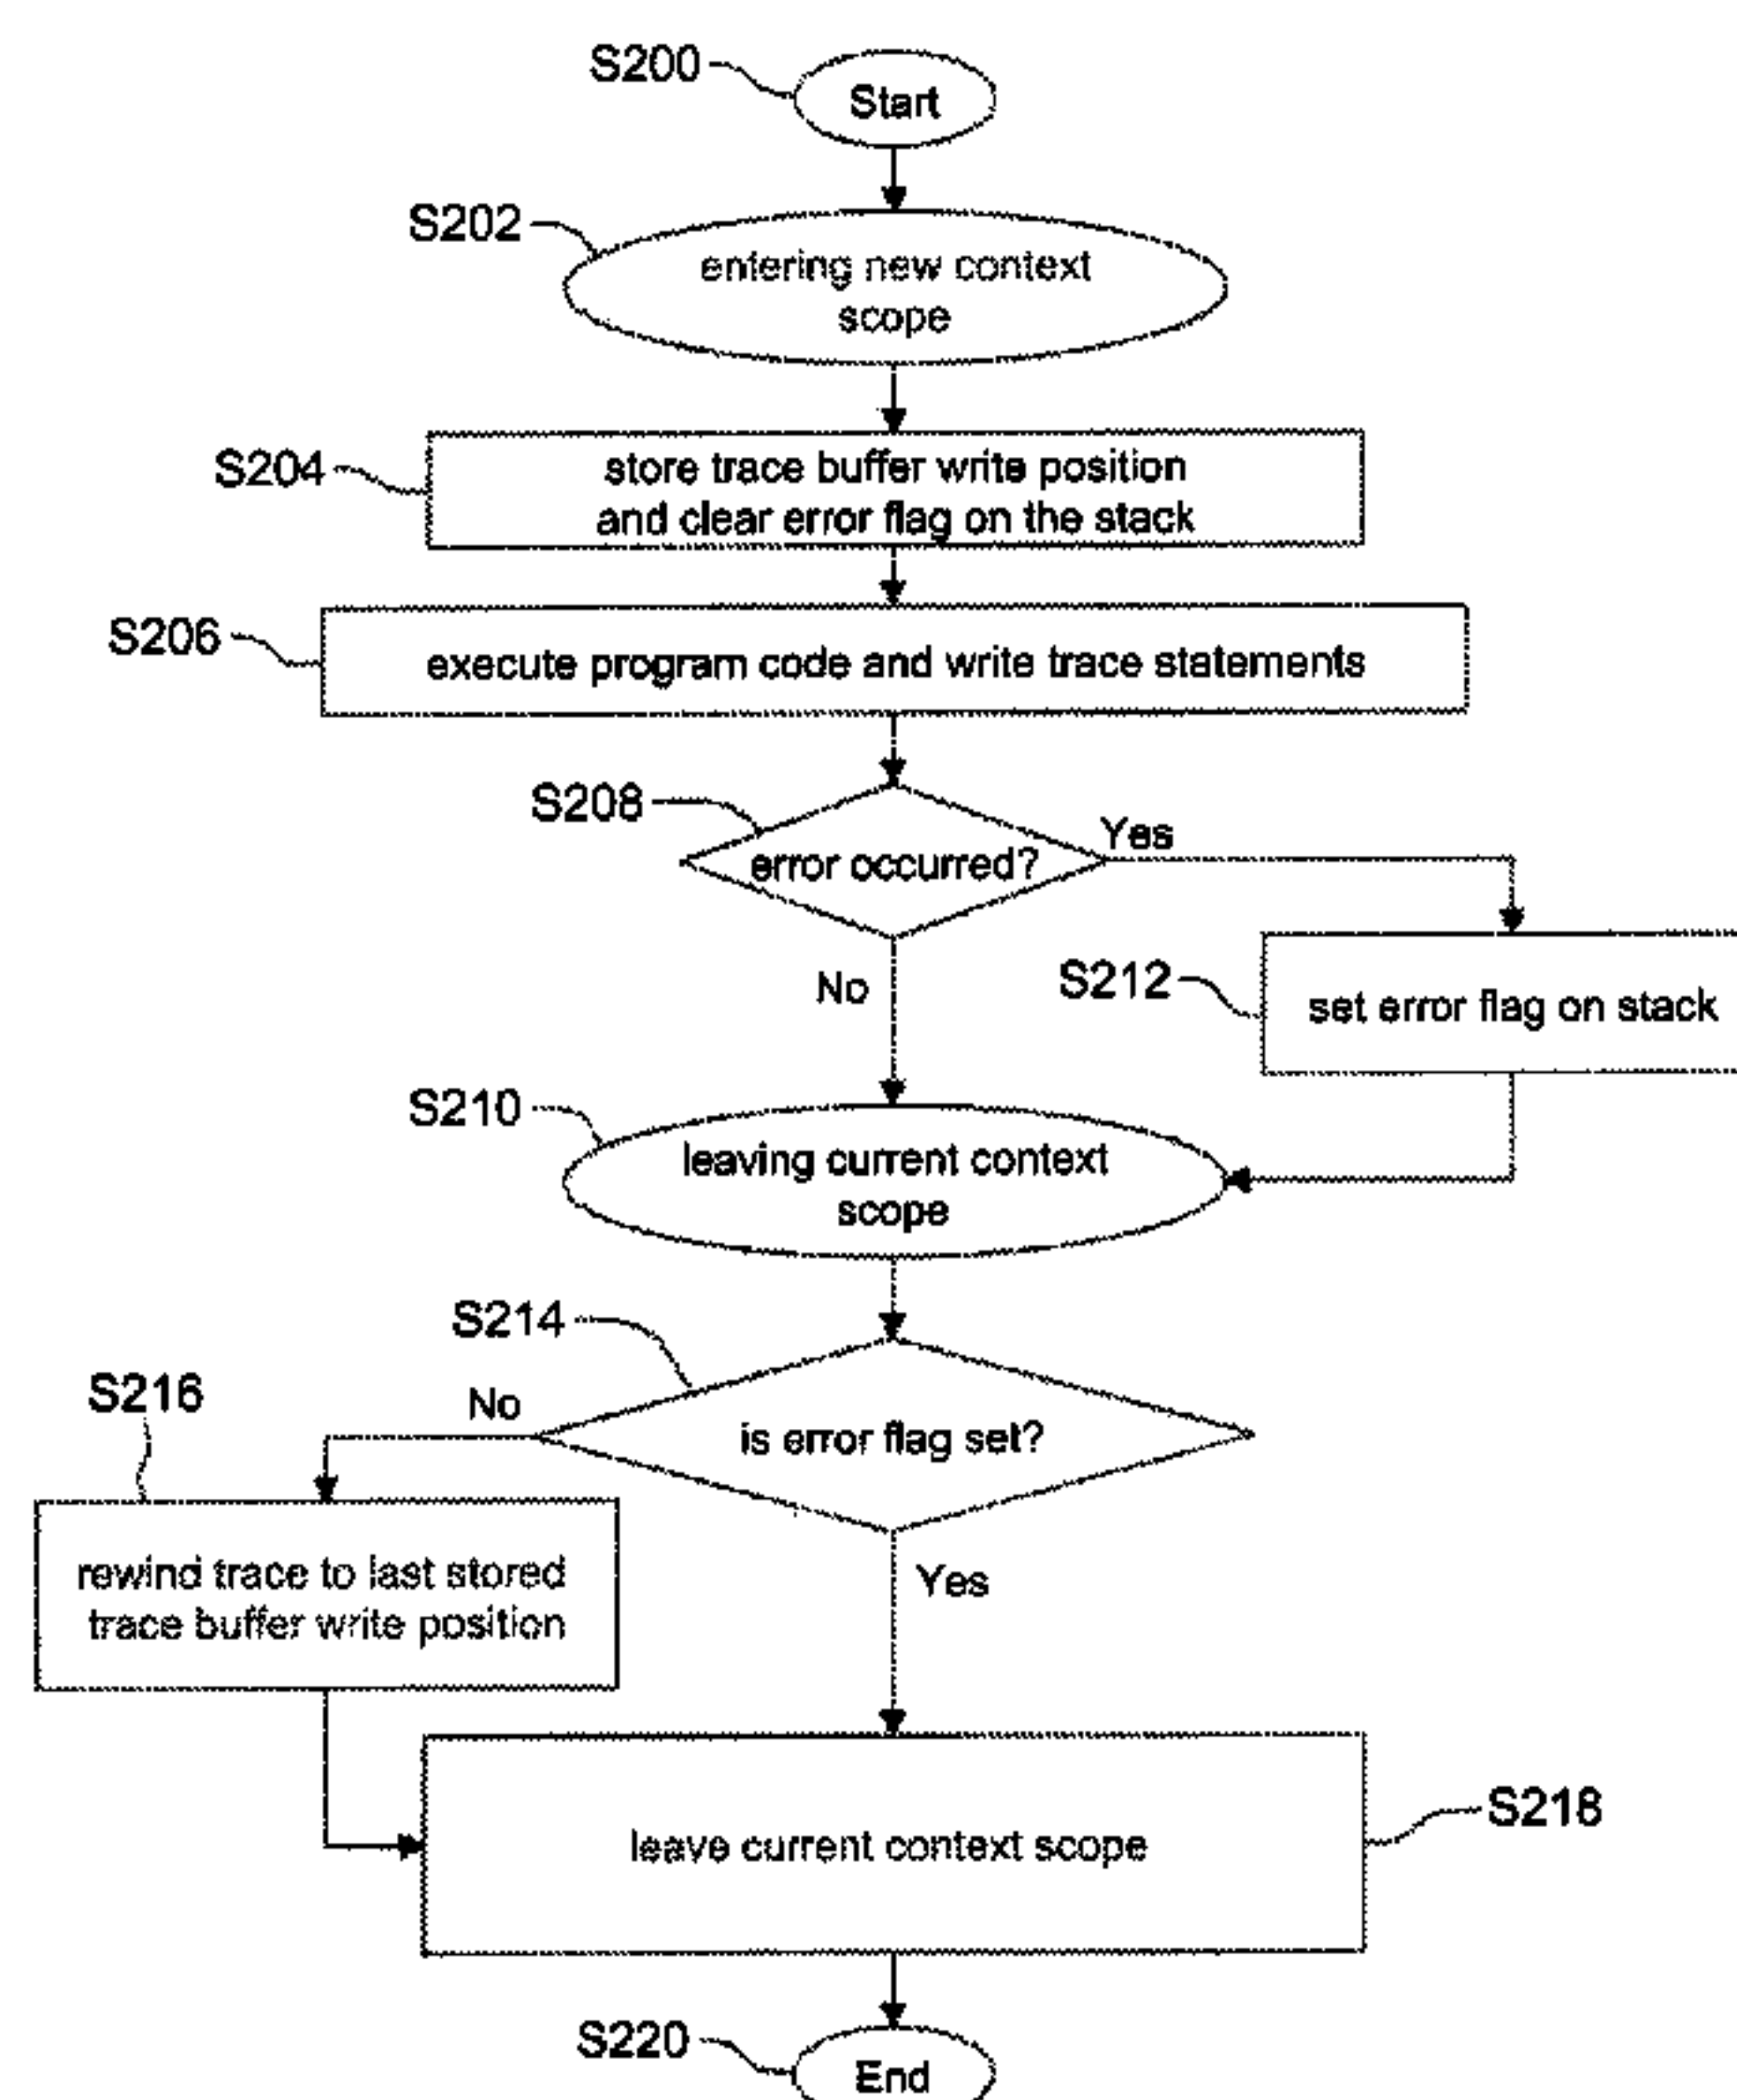 S200
Start
S202
entering new context
scope
S204
store trace buffer write position
and clear error flag on the stack
S206
execute program code and write trace statements
S208
error occurred?
Yes
No
S212
set error flag on stack
S210
leaving current context
scope
S214
is error flag set?
No
S216
Yes
rewind trace to last stored
trace buffer write position
leave current context scope
S218
S220
End